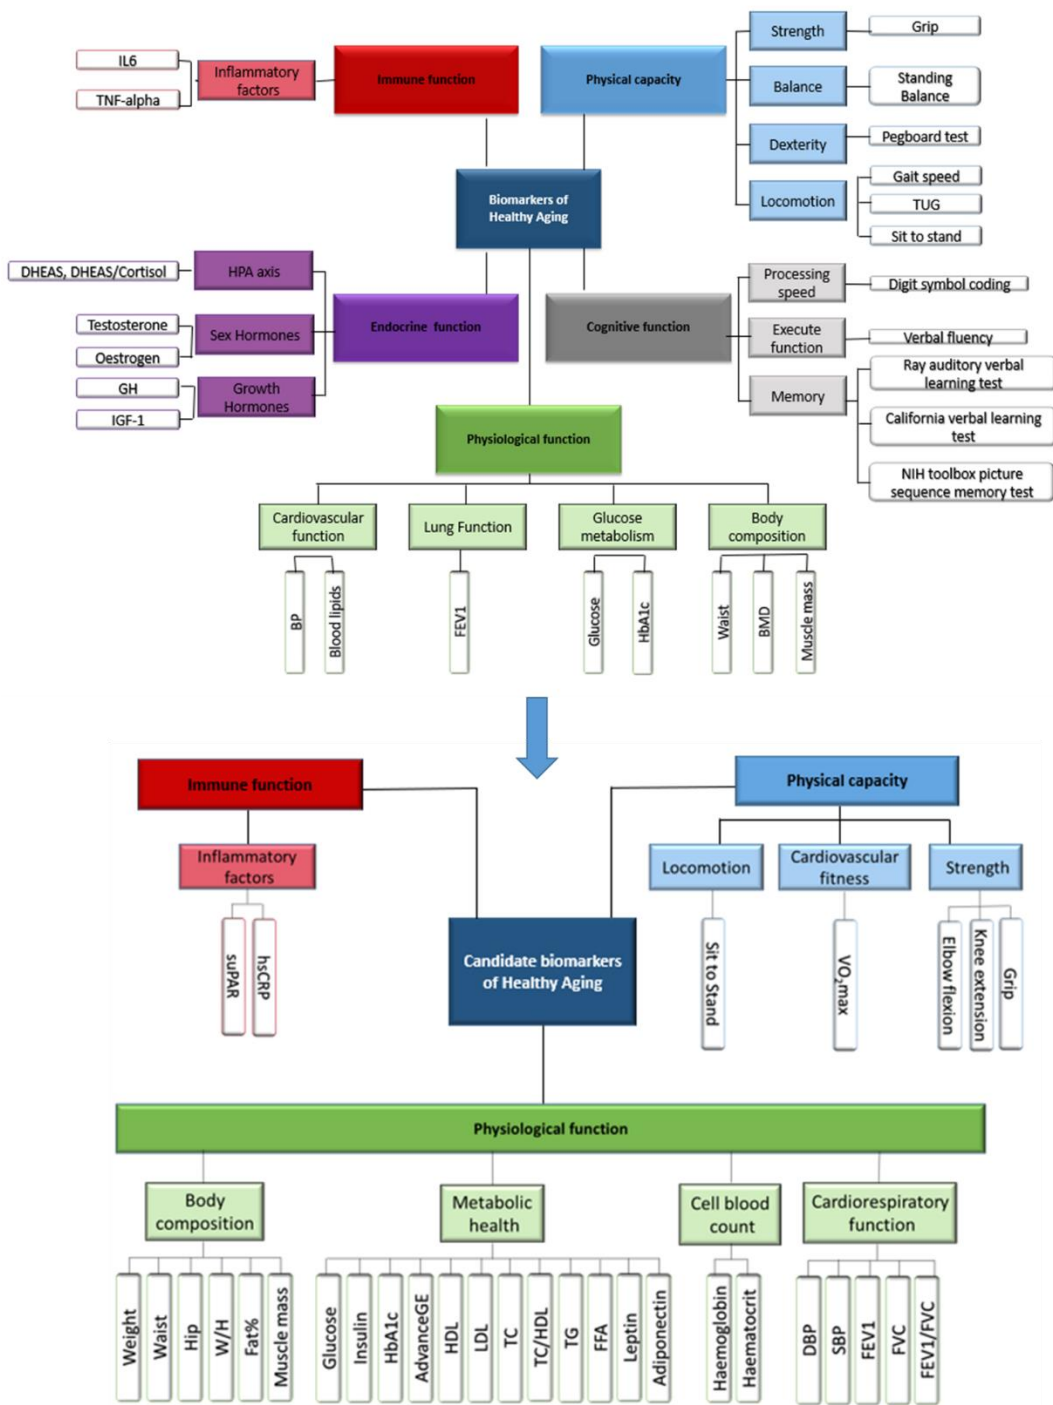 IL6
TNF-alpha
Inflammatory
factors
Immune function
Physical capacity
Strength
Grip
Balance
Standing
Balance
Dexterity
Pegboard test
Locomotion
Gait speed
TUG
Sit to stand
Biomarkers of
Healthy Aging
DHEAS, DHEAS/Cortisol
HPA axis
Testosterone
Oestrogen
Sex Hormones
GH
IGF-1
Growth
Hormones
Endocrine function
Cognitive function
Processing
speed
Digit symbol coding
Execute
function
Verbal fluency
Memory
Ray auditory verbal
learning test
California verbal learning
test
NIH toolbox picture
sequence memory test
Physiological function
Cardiovascular
function
Lung Function
Glucose
metabolism
Body
composition
BP
Blood lipids
FEV1
Glucose
HbA1c
Waist
BMD
Muscle mass
Immune function
Physical capacity
Inflammatory
factors
Locomotion
Cardiovascular
fitness
Strength
suPAR
hsCRP
Candidate biomarkers
of Healthy Aging
Sit to Stand
VO₂max
Elbow flexion
Knee extension
Grip
Physiological function
Body
composition
Metabolic
health
Cell blood
count
Cardiorespiratory
function
Weight
Waist
Hip
W/H
Fat%
Muscle mass
Glucose
Insulin
HbA1c
AdvanceGE
HDL
LDL
TC
TC/HDL
TG
FFA
Leptin
Adiponectin
Haemoglobin
Haematocrit
DBP
SBP
FEV1
FVC
FEV1/FVC